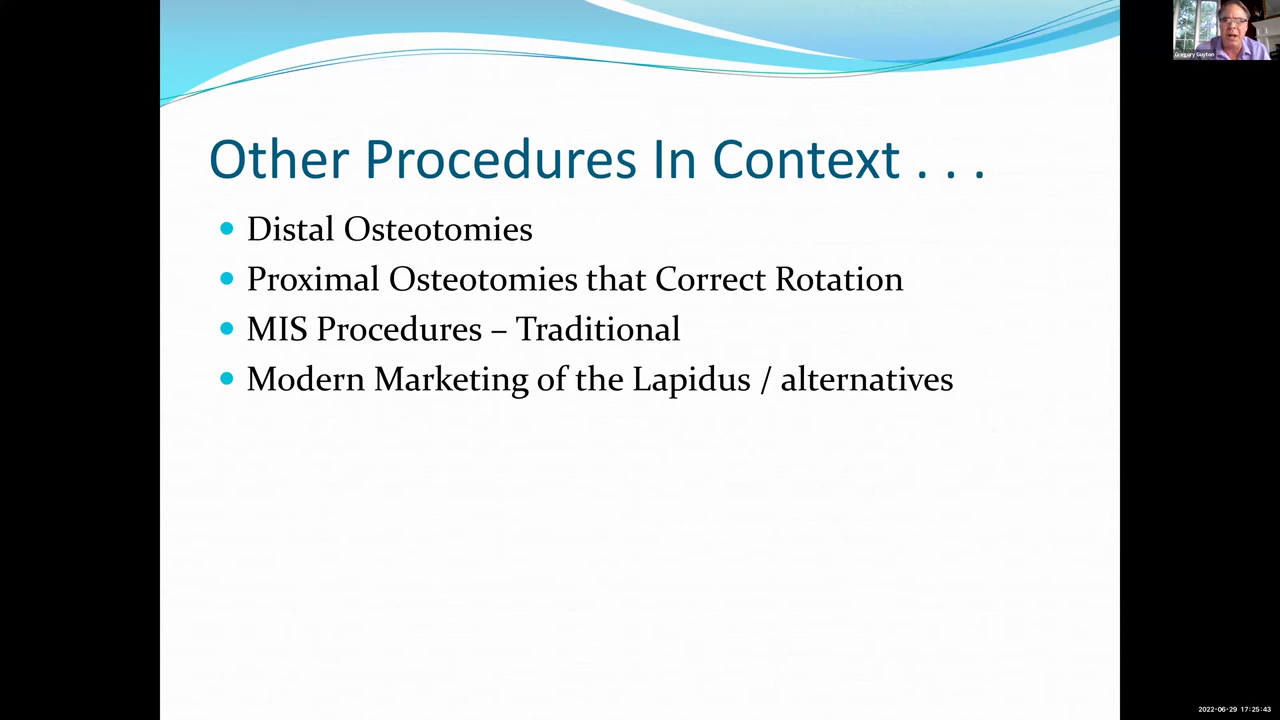 Gregory Guyton
Other Procedures In Context . . .
Distal Osteotomies
Proximal Osteotomies that Correct Rotation
MIS Procedures – Traditional
Modern Marketing of the Lapidus / alternatives
2022-06-29 17:25:43